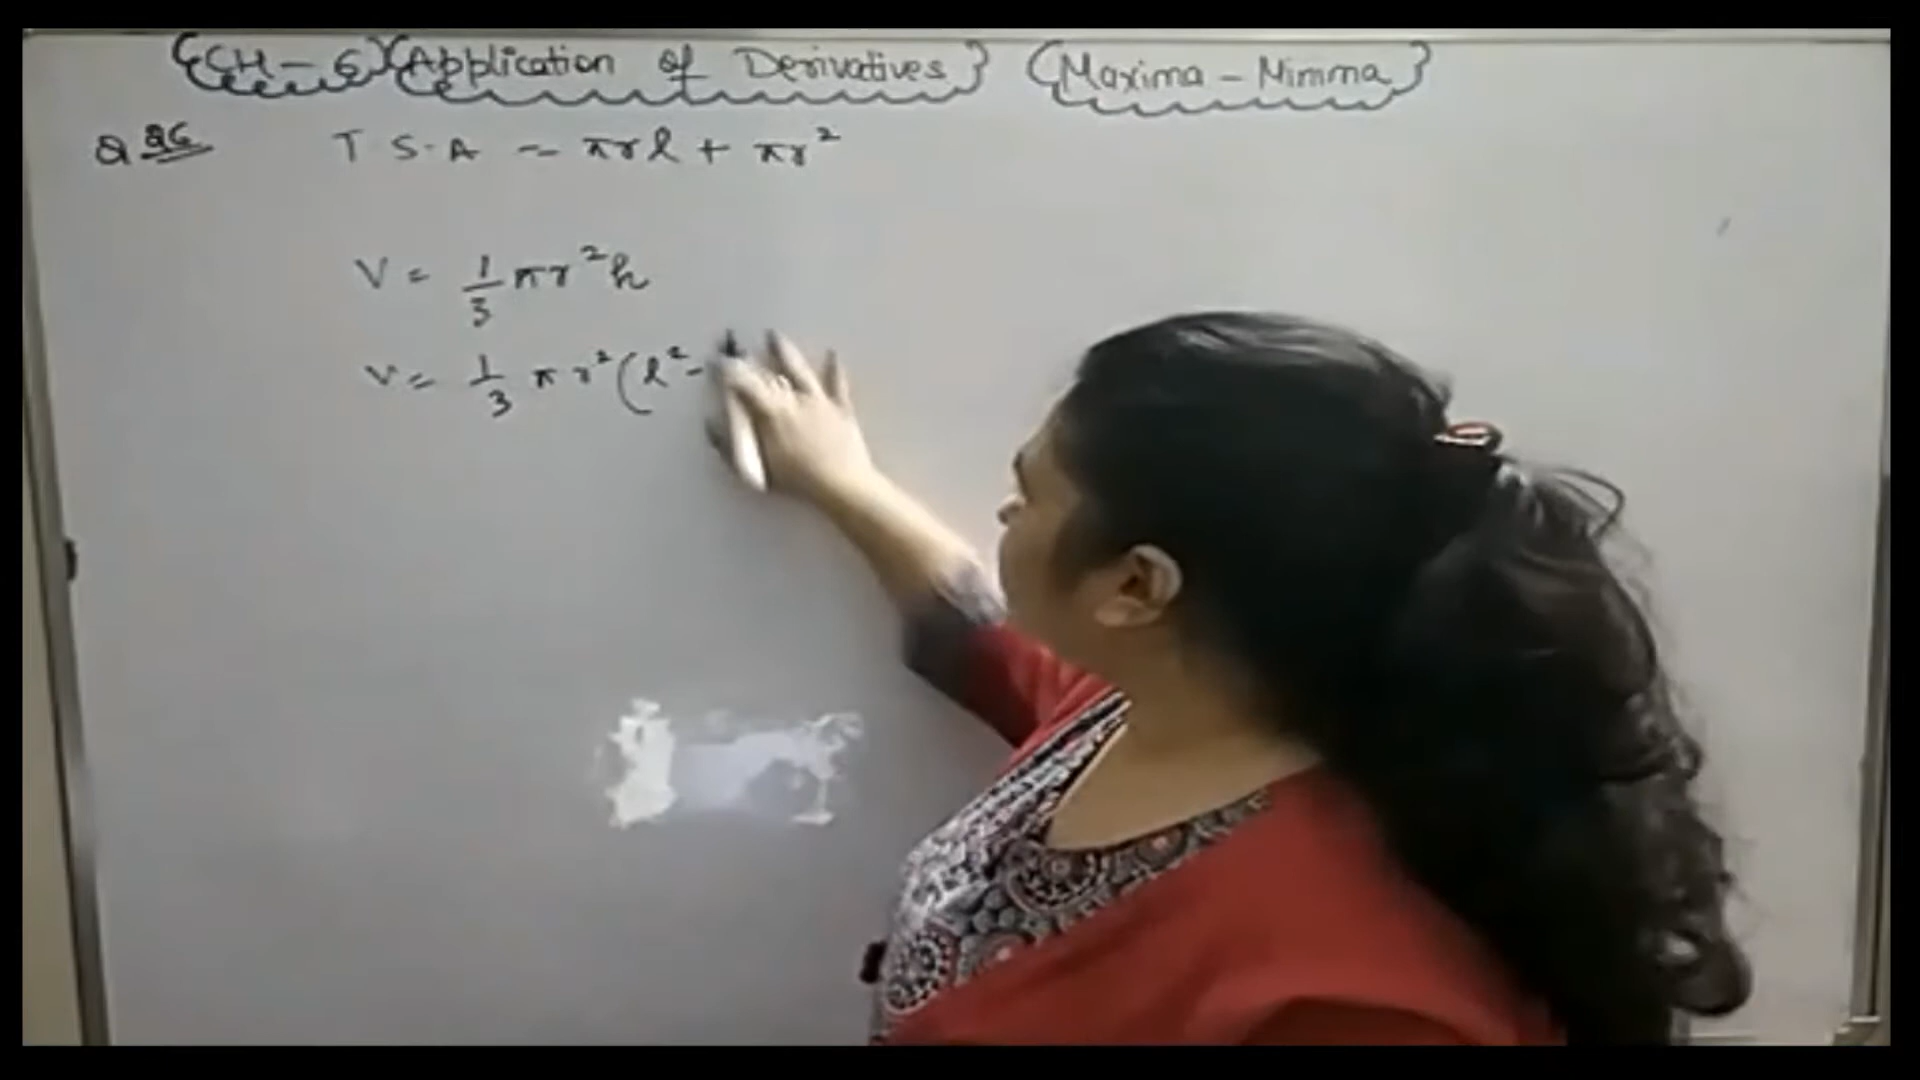 CH-6 Application of Derivatives (Maxima - Minima)
Q 26 T.S.A = πrl + πr²
V = 1/3 πr²h
V = 1/3 πr²(l² -